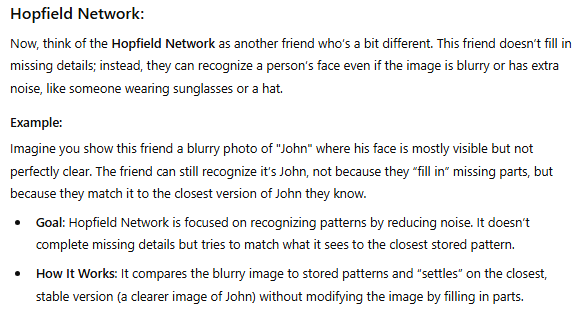 Hopfield Network:
Now, think of the Hopfield Network as another friend who's a bit different. This friend doesn’t fill in
missing details; instead, they can recognize a person’s face even if the image is blurry or has extra
noise, like someone wearing sunglasses or a hat.
Example:
Imagine you show this friend a blurry photo of "John" where his face is mostly visible but not
perfectly clear. The friend can still recognize it’s John, not because they “fill in” missing parts, but
because they match it to the closest version of John they know.
• Goal: Hopfield Network is focused on recognizing patterns by reducing noise. It doesn’t
complete missing details but tries to match what it sees to the closest stored pattern.
• How It Works: It compares the blurry image to stored patterns and “settles” on the closest,
stable version (a clearer image of John) without modifying the image by filling in parts.